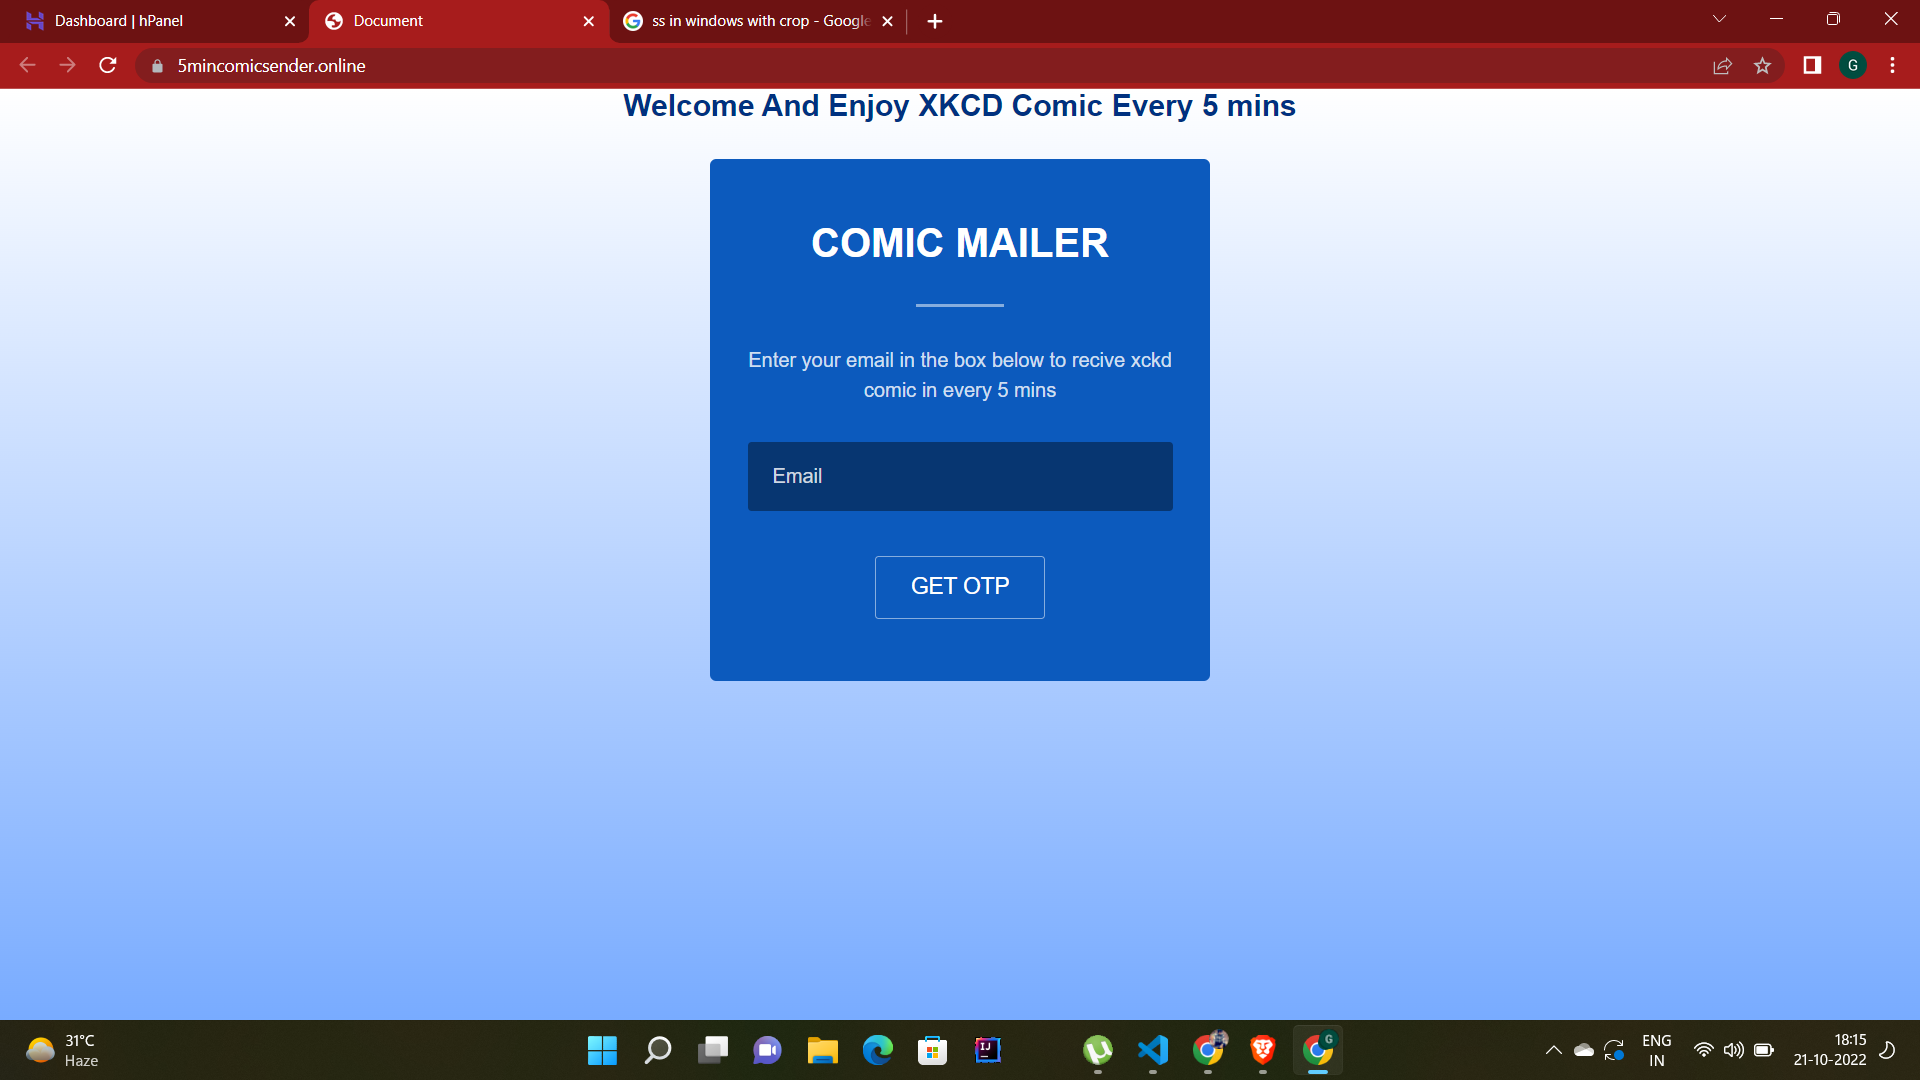 Dashboard | hPanel
Document
ss in windows with crop - Google
5mincomicsender.online
G
Welcome And Enjoy XKCD Comic Every 5 mins
COMIC MAILER
Enter your email in the box below to recive xckd
comic in every 5 mins
Email
GET OTP
31°C
Haze
IJ
G
ENG
IN
18:15
21-10-2022